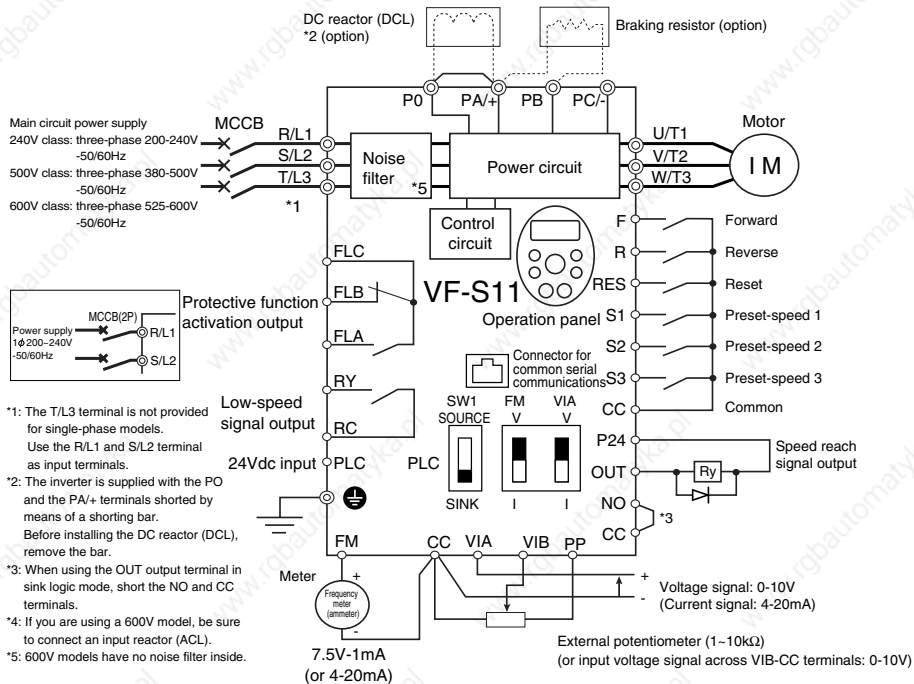 DC reactor (DCL)
*2 (option)
Braking resistor (option)
P0 PA/+ PB PC/-
Main circuit power supply
240V class: three-phase 200-240V
-50/60Hz
500V class: three-phase 380-500V
-50/60Hz
600V class: three-phase 525-600V
-50/60Hz
MCCB
R/L1
S/L2
T/L3
*1
Noise
filter
*5
Power circuit
Control
circuit
U/T1
V/T2
W/T3
Motor
I M
F Forward
R Reverse
RES Reset
S1 Preset-speed 1
S2 Preset-speed 2
S3 Preset-speed 3
CC Common
P24
OUT
Ry
Speed reach
signal output
NO
CC
*3
FLC
FLB
FLA
Protective function
activation output
VF-S11
Operation panel
Connector for
common serial
communications
RY
RC
Low-speed
signal output
24Vdc input PLC
SW1
SOURCE
PLC
SINK
FM
V
I
VIA
V
I
MCCB(2P)
Power supply
1ϕ200~240V
-50/60Hz
R/L1
S/L2
*1: The T/L3 terminal is not provided
for single-phase models.
Use the R/L1 and S/L2 terminal
as input terminals.
*2: The inverter is supplied with the PO
and the PA/+ terminals shorted by
means of a shorting bar.
Before installing the DC reactor (DCL),
remove the bar.
*3: When using the OUT output terminal in
sink logic mode, short the NO and CC
terminals.
*4: If you are using a 600V model, be sure
to connect an input reactor (ACL).
*5: 600V models have no noise filter inside.
FM CC VIA VIB PP
Meter
+
Frequency
meter
(ammeter)
-
7.5V-1mA
(or 4-20mA)
+
-
Voltage signal: 0-10V
(Current signal: 4-20mA)
External potentiometer (1~10kΩ)
(or input voltage signal across VIB-CC terminals: 0-10V)
www.rgbautomatyka.pl